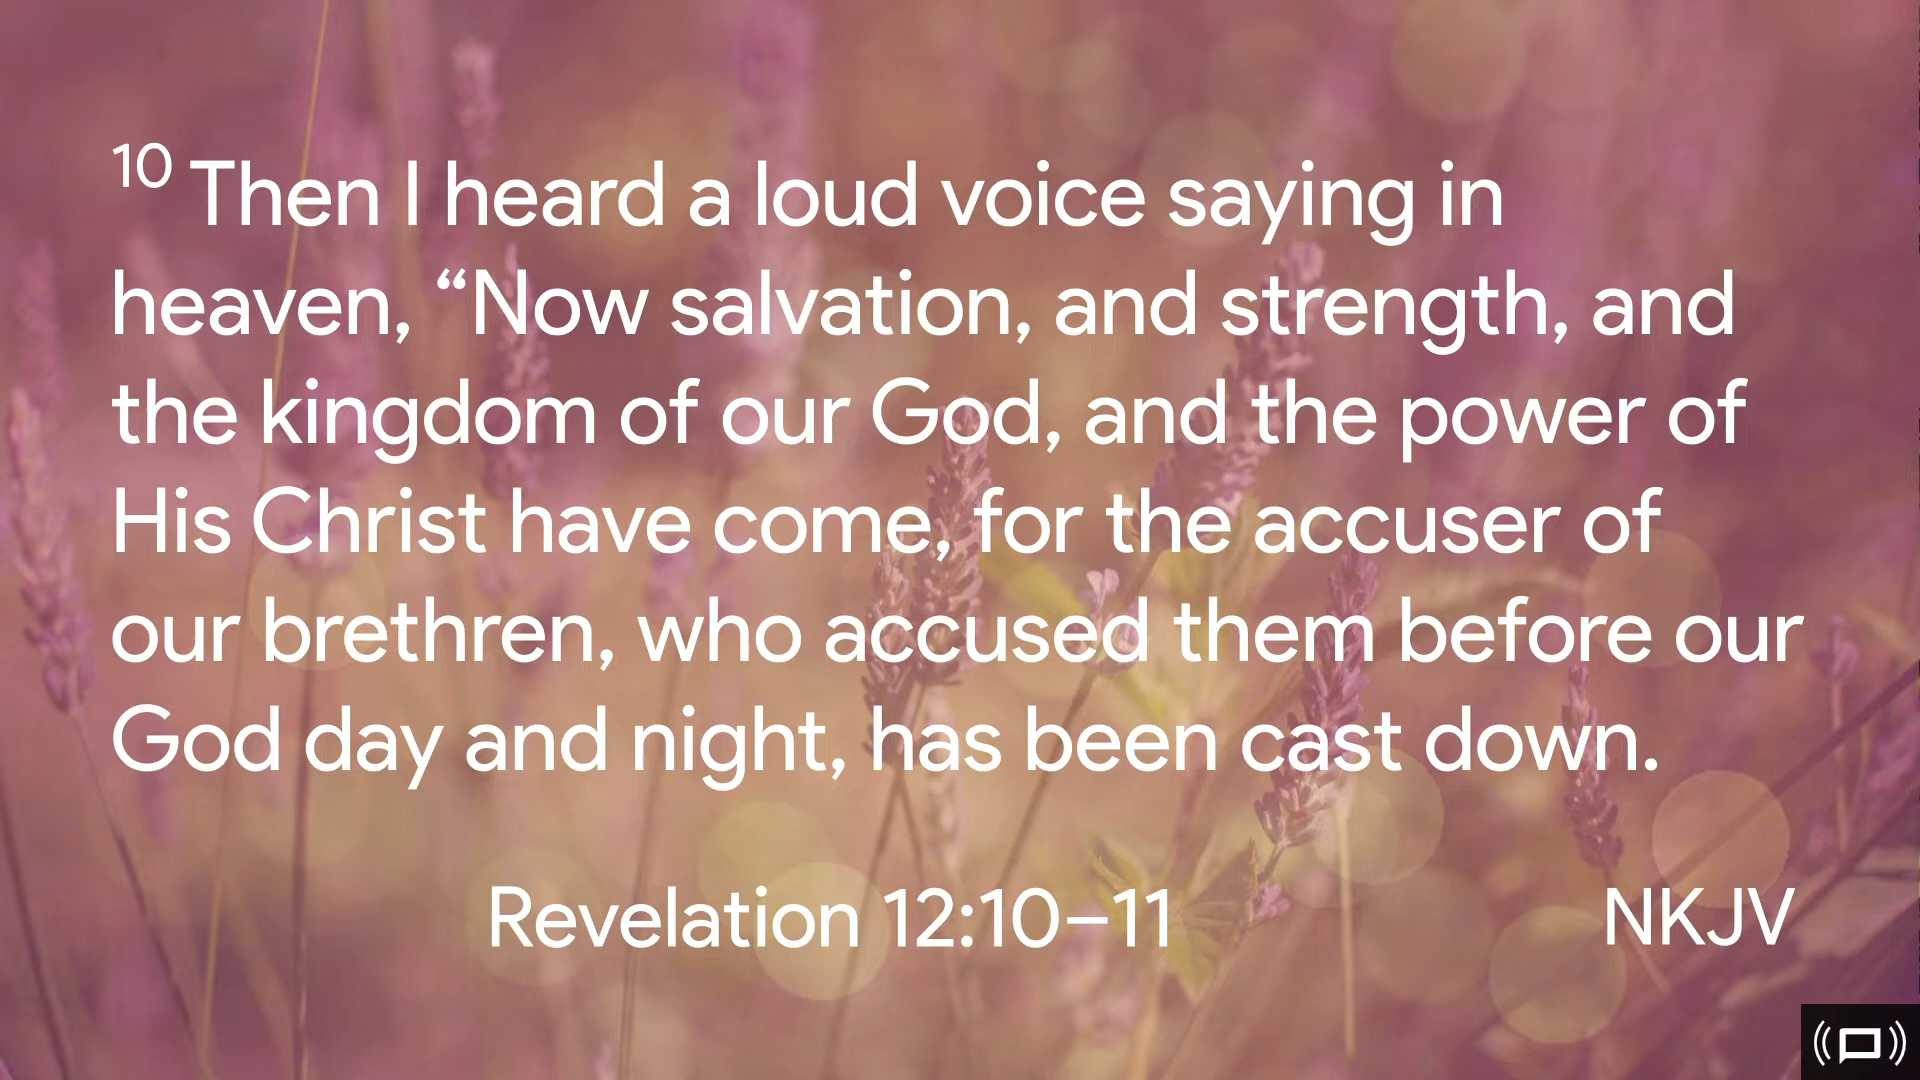 10 Then I heard a loud voice saying in
heaven, “Now salvation, and strength, and
the kingdom of our God, and the power of
His Christ have come, for the accuser of
our brethren, who accused them before our
God day and night, has been cast down.
Revelation 12:10–11
NKJV